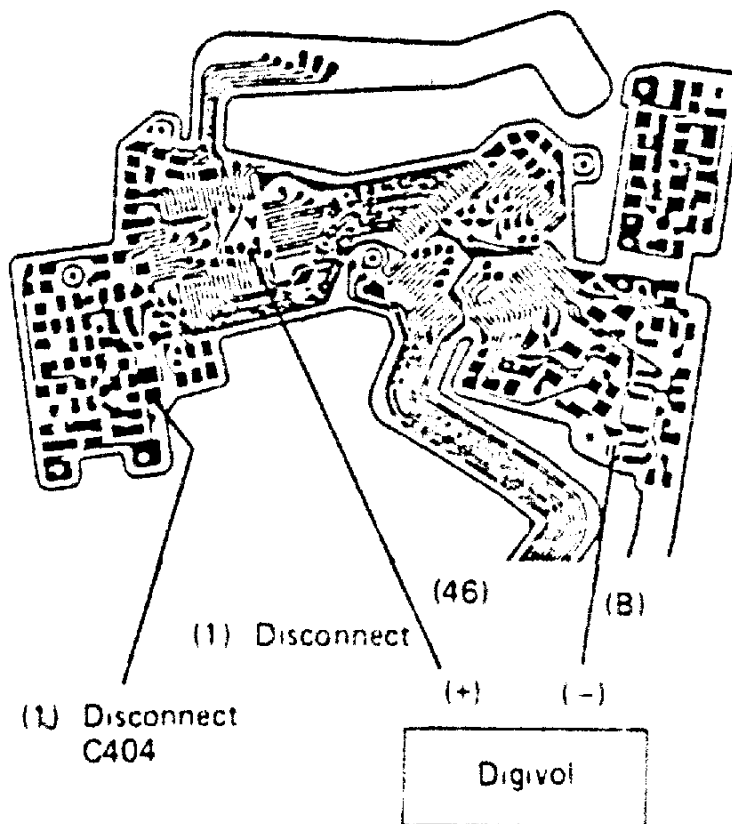 (46)
(B)
(1) Disconnect
(+)
(-)
(1) Disconnect
C404
Digivol